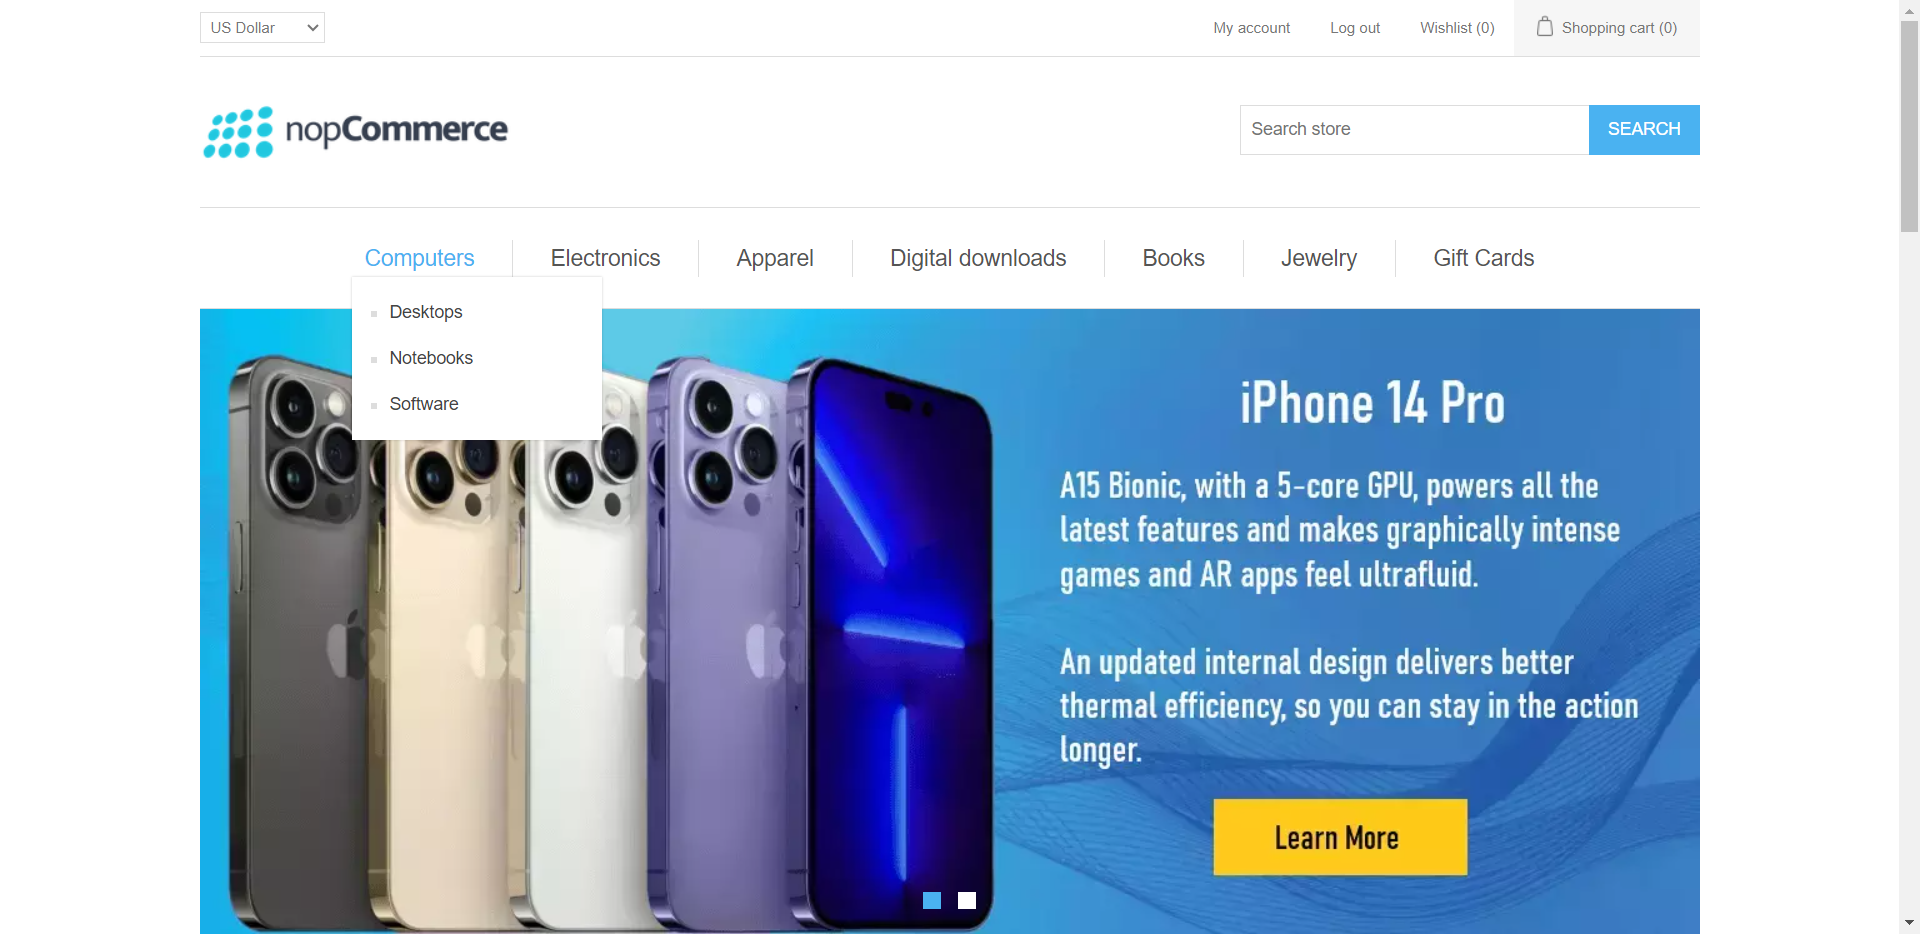 US Dollar
My account
Log out
Wishlist (0)
Shopping cart (0)
nopCommerce
Search store
SEARCH
Computers
Electronics
Apparel
Digital downloads
Books
Jewelry
Gift Cards
Desktops
Notebooks
Software
iPhone 14 Pro
A15 Bionic, with a 5-core GPU, powers all the
latest features and makes graphically intense
games and AR apps feel ultrafluid.
An updated internal design delivers better
thermal efficiency, so you can stay in the action
longer.
Learn More